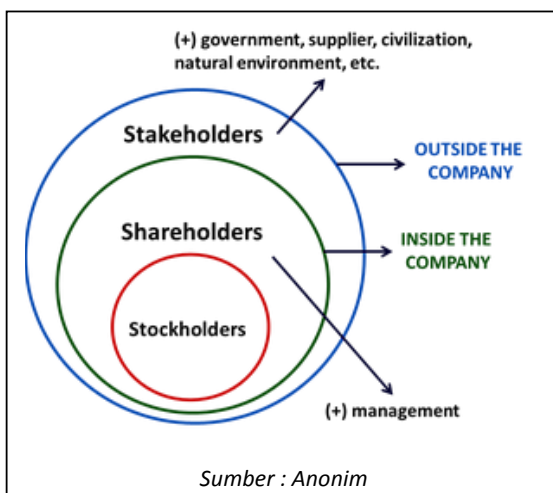 (+) government, supplier, civilization,
natural environment, etc.
Stakeholders
OUTSIDE THE
COMPANY
Shareholders
INSIDE THE
COMPANY
Stockholders
(+) management
Sumber : Anonim